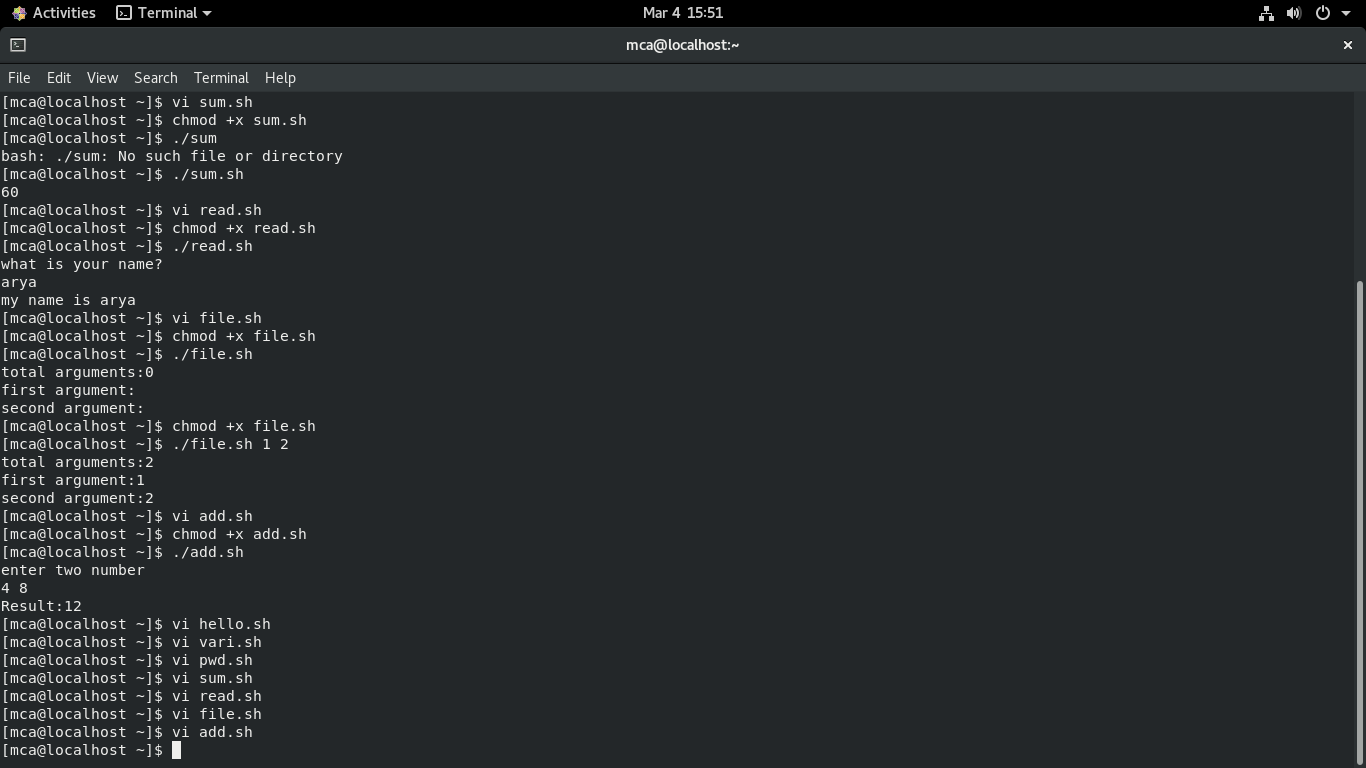 Activities Terminal Mar 4 15:51
mca@localhost:~
File Edit View Search Terminal Help
[mca@localhost ~]$ vi sum.sh
[mca@localhost ~]$ chmod +x sum.sh
[mca@localhost ~]$ ./sum
bash: ./sum: No such file or directory
[mca@localhost ~]$ ./sum.sh
60
[mca@localhost ~]$ vi read.sh
[mca@localhost ~]$ chmod +x read.sh
[mca@localhost ~]$ ./read.sh
what is your name?
arya
my name is arya
[mca@localhost ~]$ vi file.sh
[mca@localhost ~]$ chmod +x file.sh
[mca@localhost ~]$ ./file.sh
total arguments:0
first argument:
second argument:
[mca@localhost ~]$ chmod +x file.sh
[mca@localhost ~]$ ./file.sh 1 2
total arguments:2
first argument:1
second argument:2
[mca@localhost ~]$ vi add.sh
[mca@localhost ~]$ chmod +x add.sh
[mca@localhost ~]$ ./add.sh
enter two number
4 8
Result:12
[mca@localhost ~]$ vi hello.sh
[mca@localhost ~]$ vi vari.sh
[mca@localhost ~]$ vi pwd.sh
[mca@localhost ~]$ vi sum.sh
[mca@localhost ~]$ vi read.sh
[mca@localhost ~]$ vi file.sh
[mca@localhost ~]$ vi add.sh
[mca@localhost ~]$